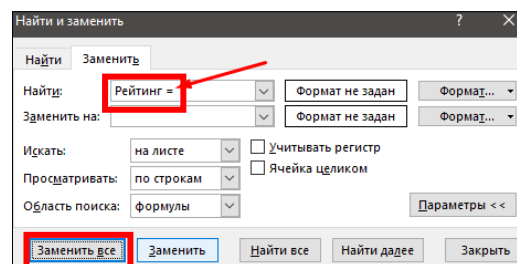 Найти и заменить ? ×
Найти Заменить
Найти: Рейтинг = Формат не задан Формат...
Заменить на: Формат не задан Формат...
Искать: на листе Учитывать регистр
Просматривать: по строкам Ячейка целиком
Область поиска: формулы Параметры <<
Заменить все Заменить Найти все Найти далее Закрыть